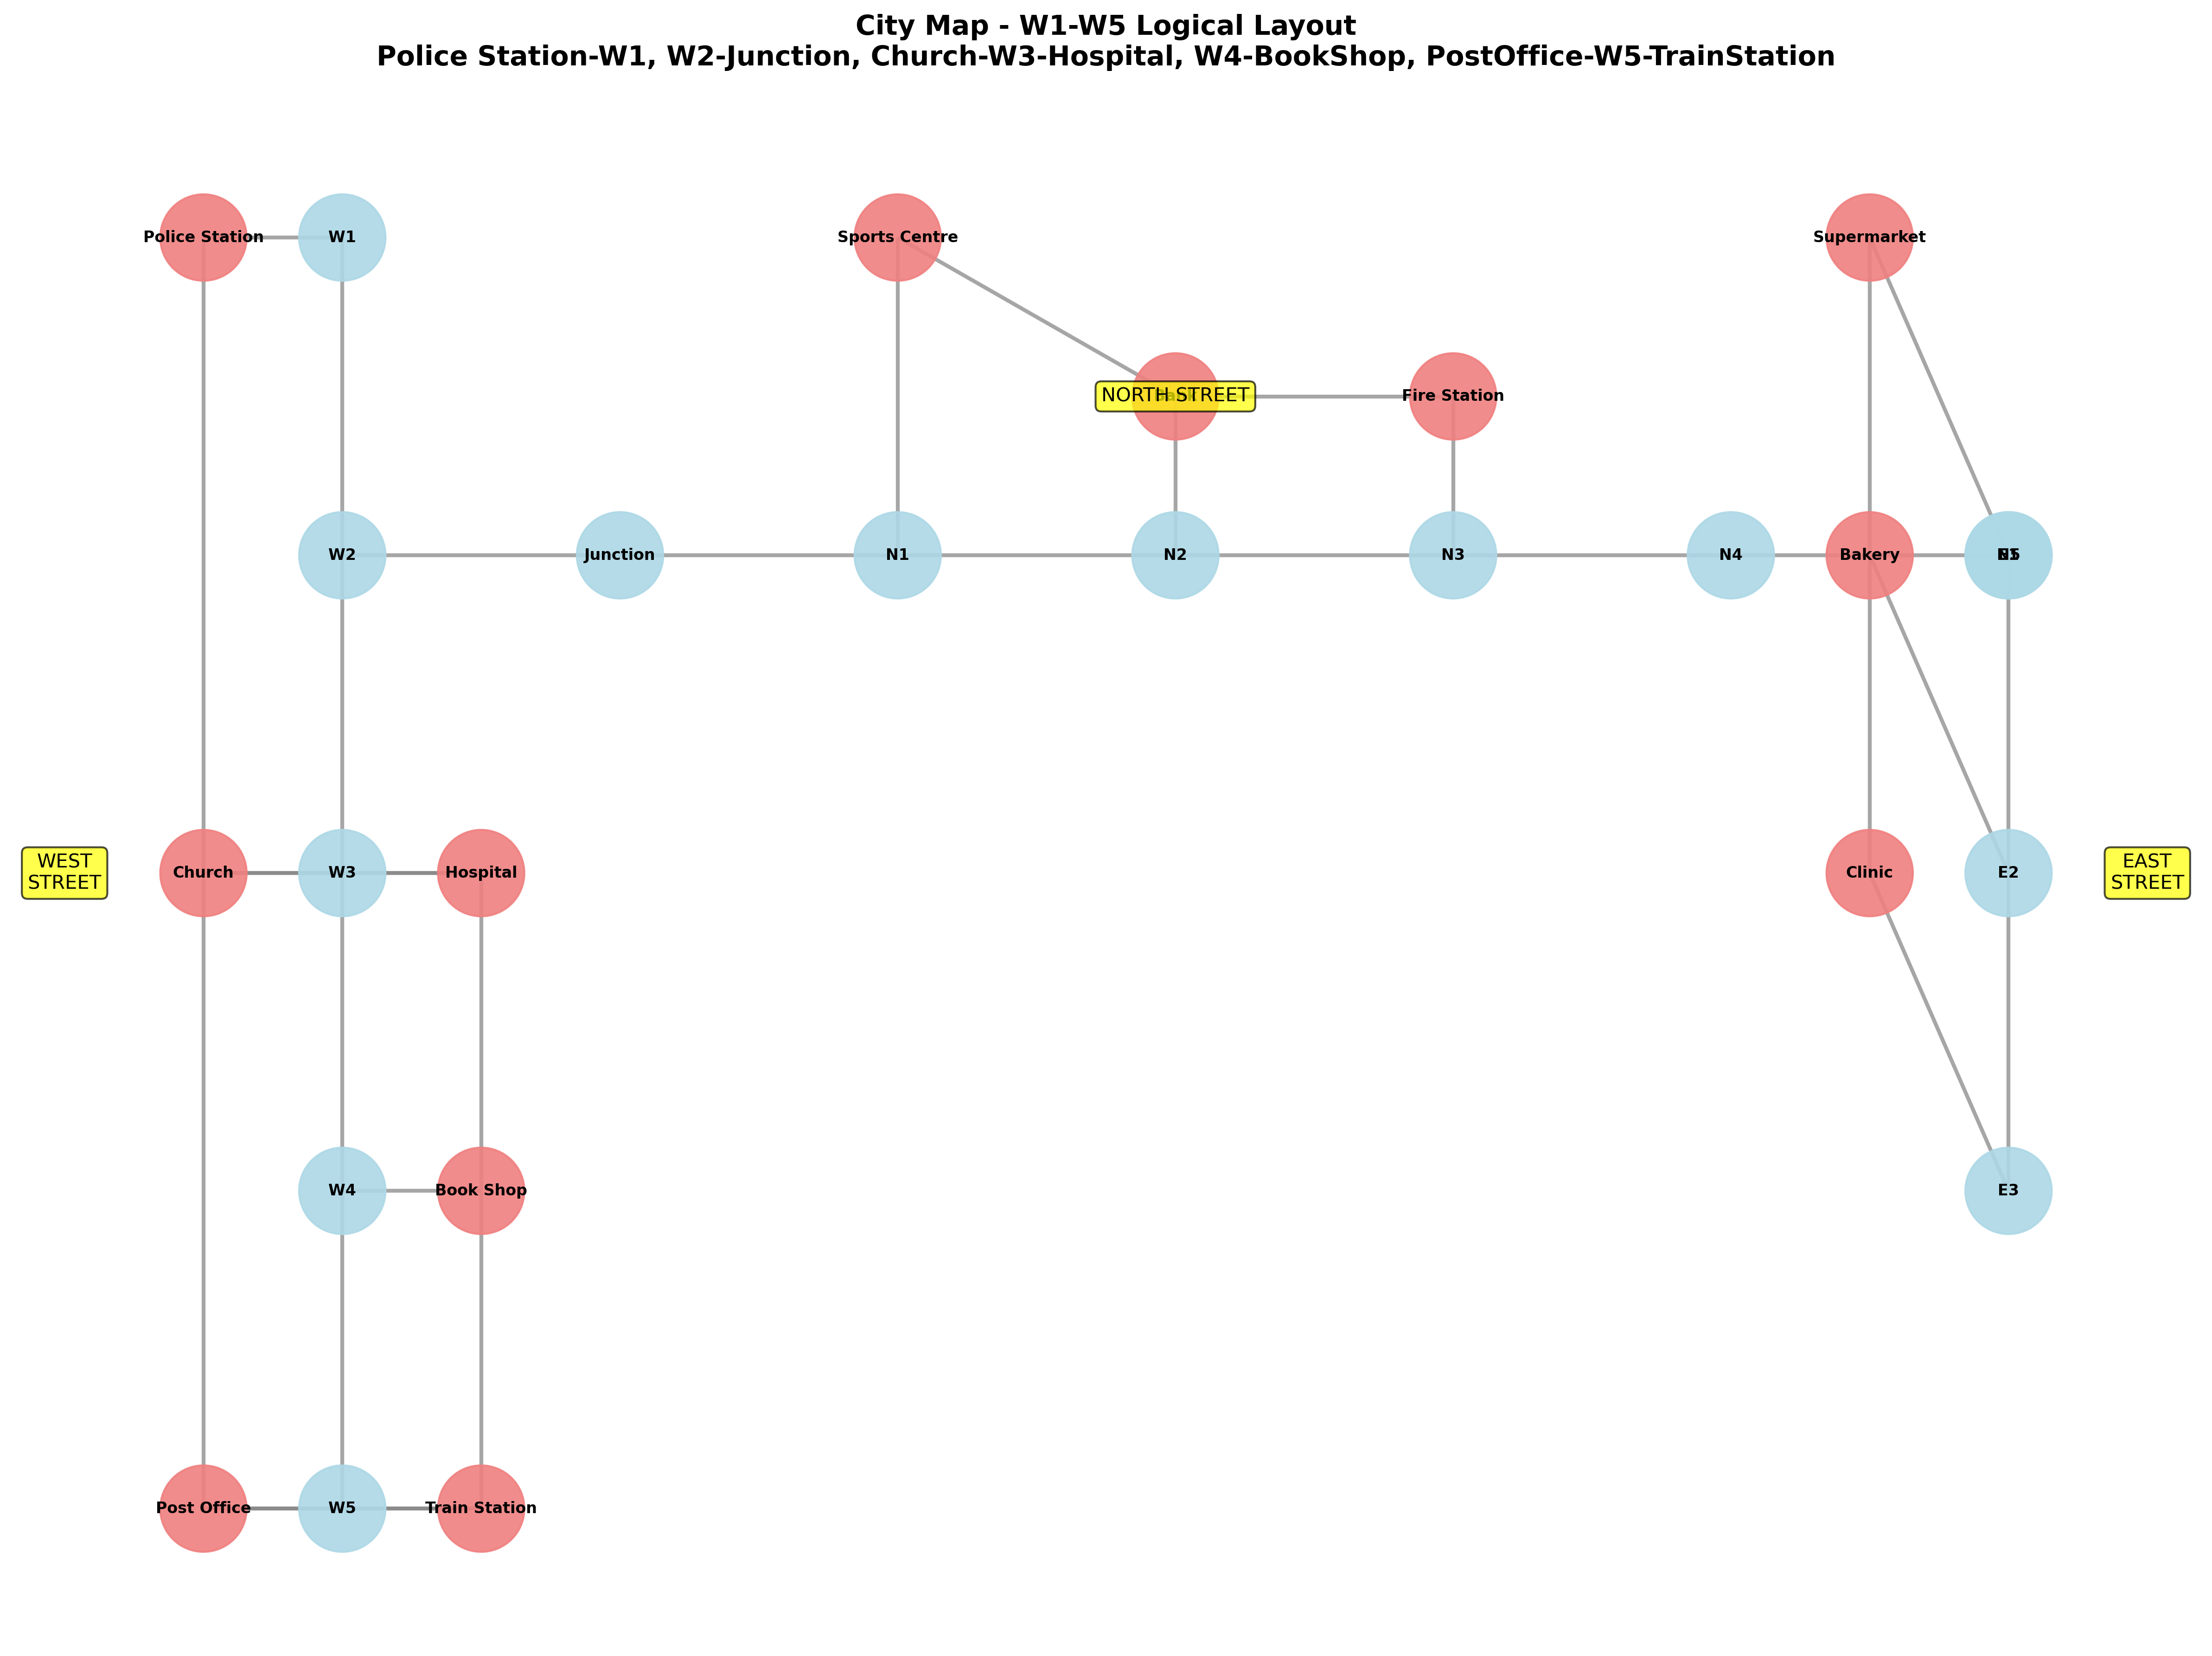 City Map - W1-W5 Logical Layout
Police Station-W1, W2-Junction, Church-W3-Hospital, W4-BookShop, PostOffice-W5-TrainStation
Police Station
W1
Sports Centre
Supermarket
NORTH STREET
Fire Station
W2
Junction
N1
N2
N3
N4
Bakery
WEST
STREET
Church
W3
Hospital
Clinic
E2
EAST
STREET
W4
Book Shop
E3
Post Office
W5
Train Station